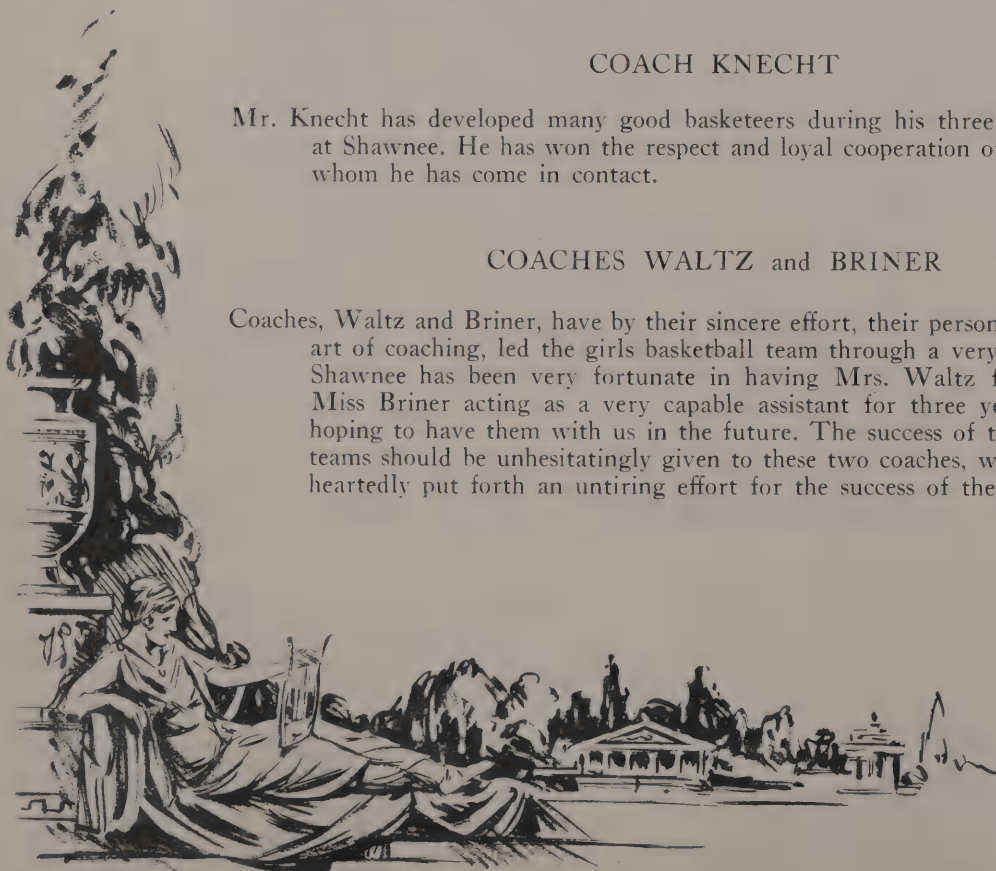 COACH KNECHT
Mr. Knecht has developed many good basketeers during his three
at Shawnee. He has won the respect and loyal cooperation o
whom he has come in contact.
COACHES WALTZ and BRINER
Coaches, Waltz and Briner, have by their sincere effort, their person
art of coaching, led the girls basketball team through a very
Shawnee has been very fortunate in having Mrs. Waltz f
Miss Briner acting as a very capable assistant for three ye
hoping to have them with us in the future. The success of t
teams should be unhesitatingly given to these two coaches, w
heartedly put forth an untiring effort for the success of the